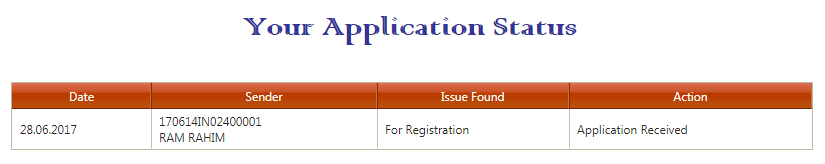 Your Application Status
Date Sender Issue Found Action
28.06.2017 170614IN02400001 For Registration Application Received
RAM RAHIM